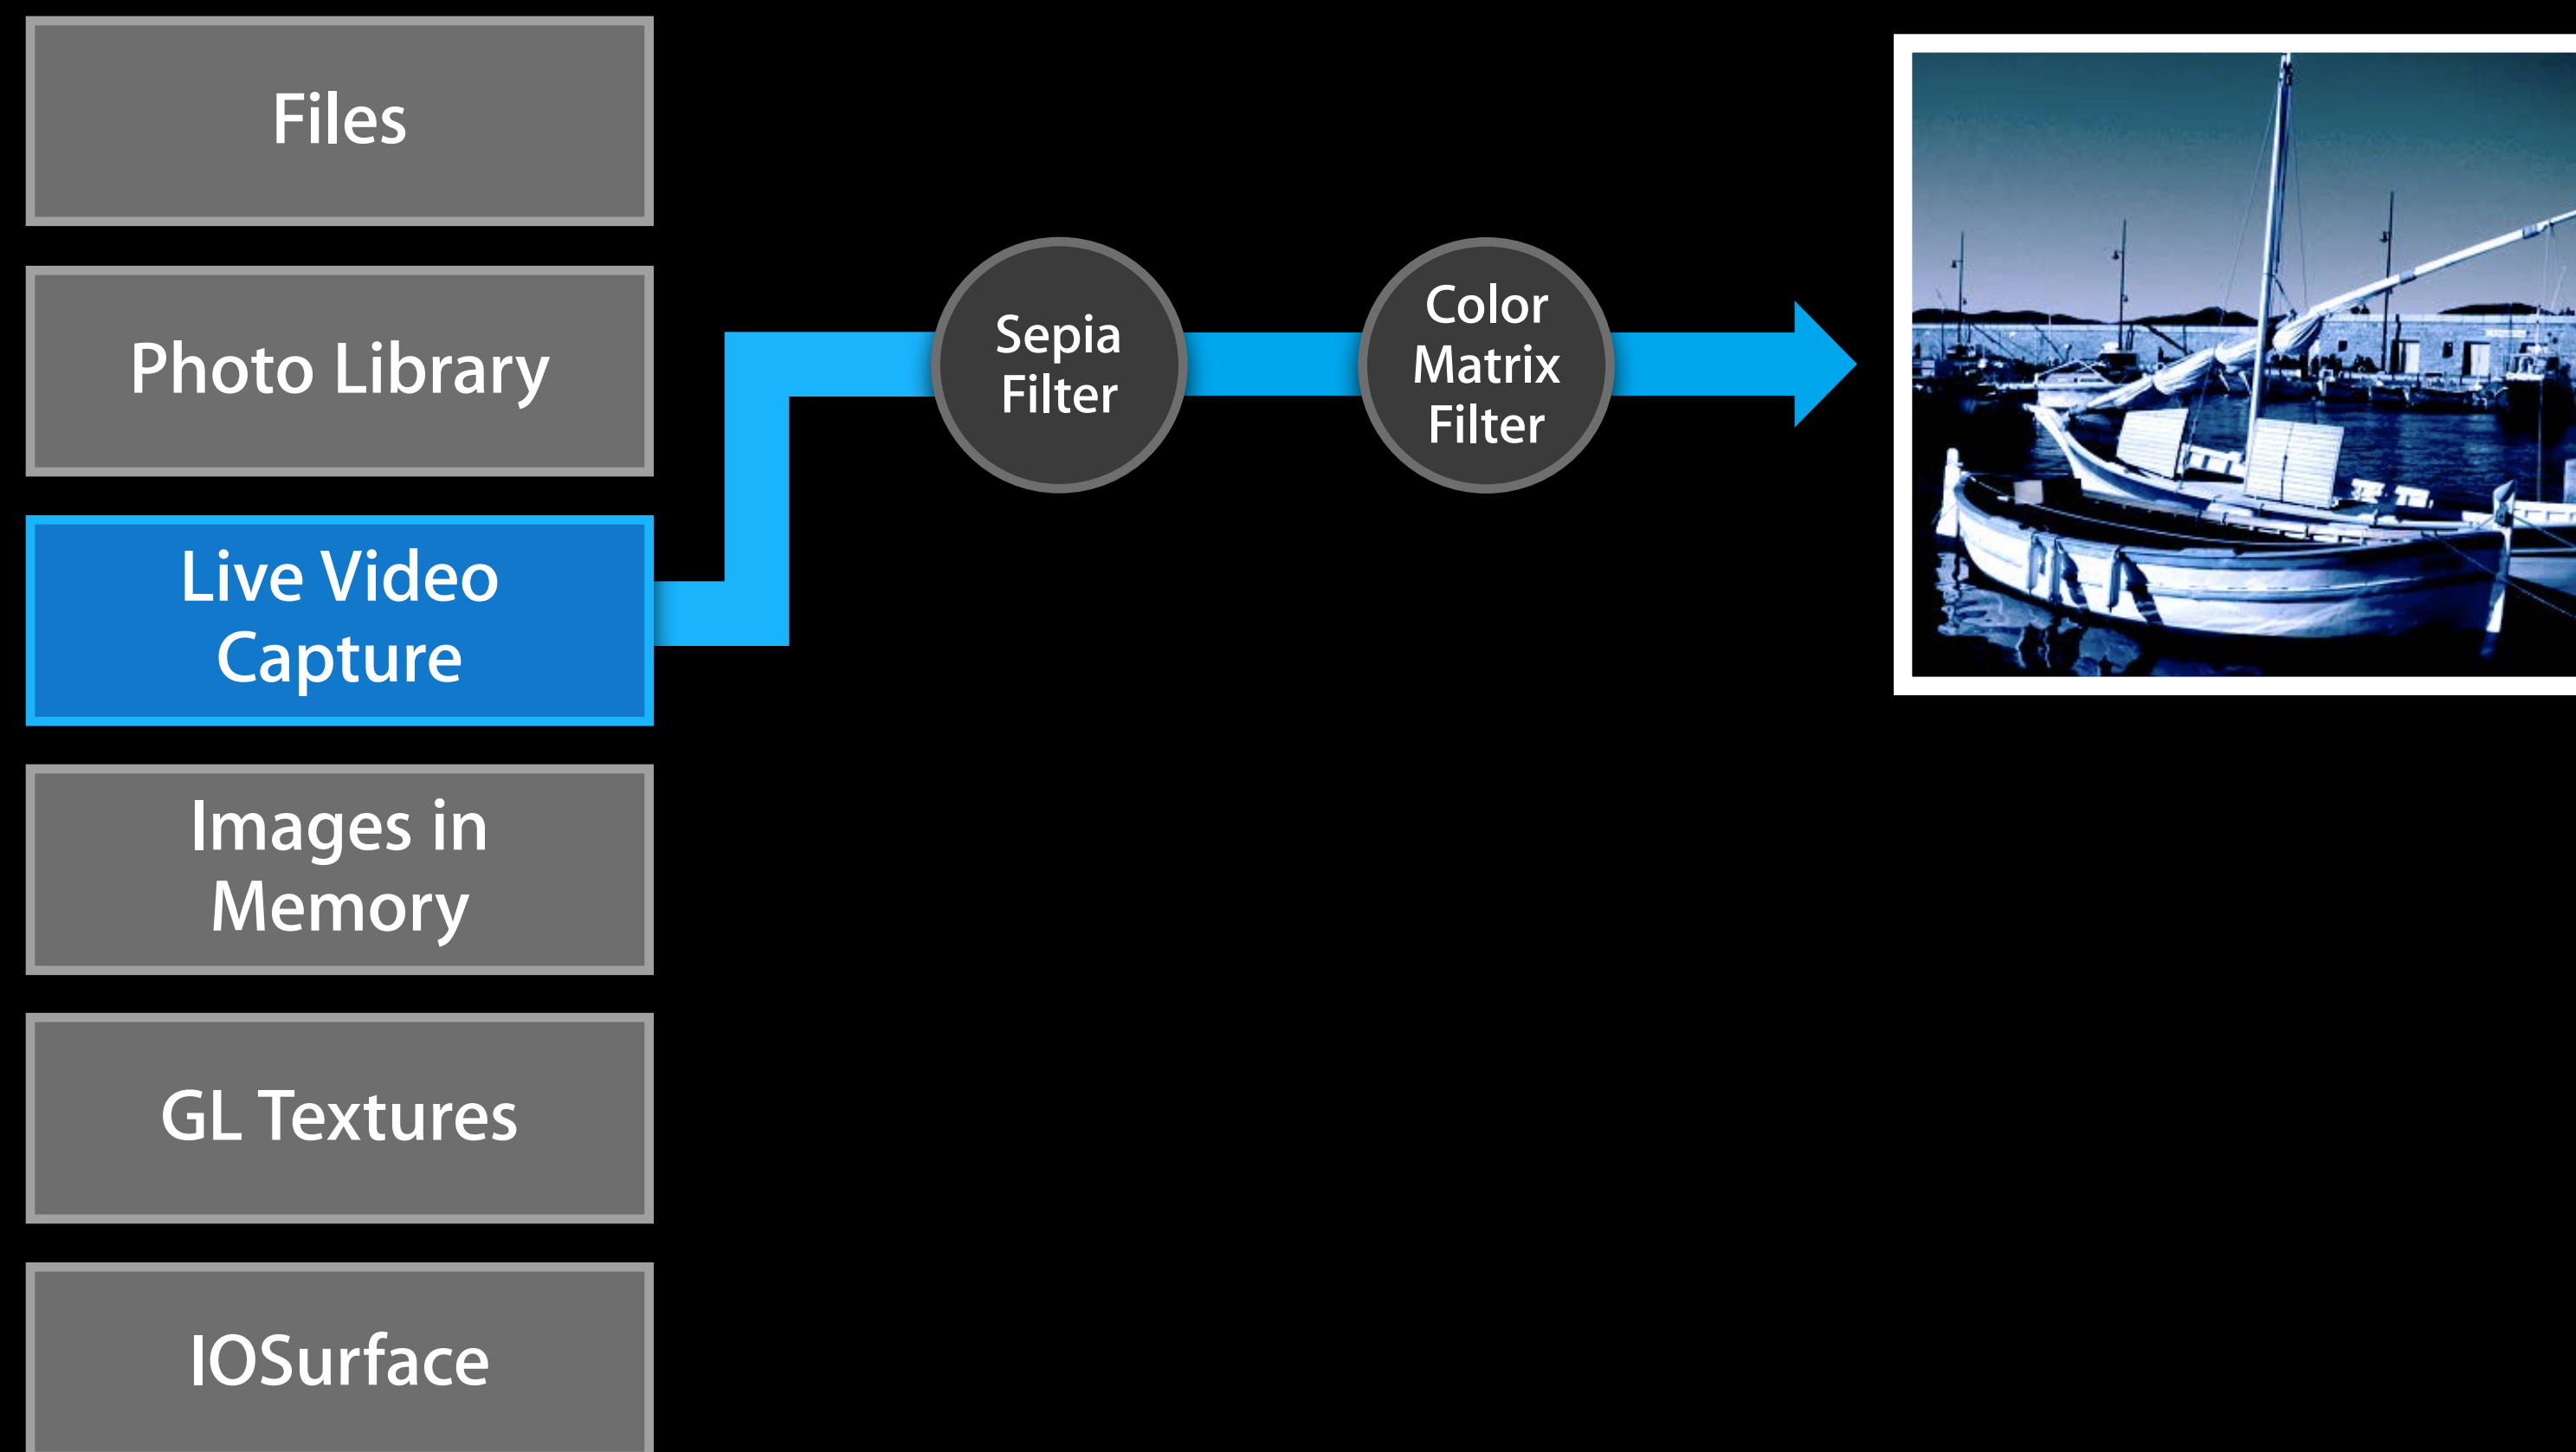 Files
Photo Library
Live Video
Capture
Images in
Memory
GL Textures
IOSurface
Sepia
Filter
Color
Matrix
Filter